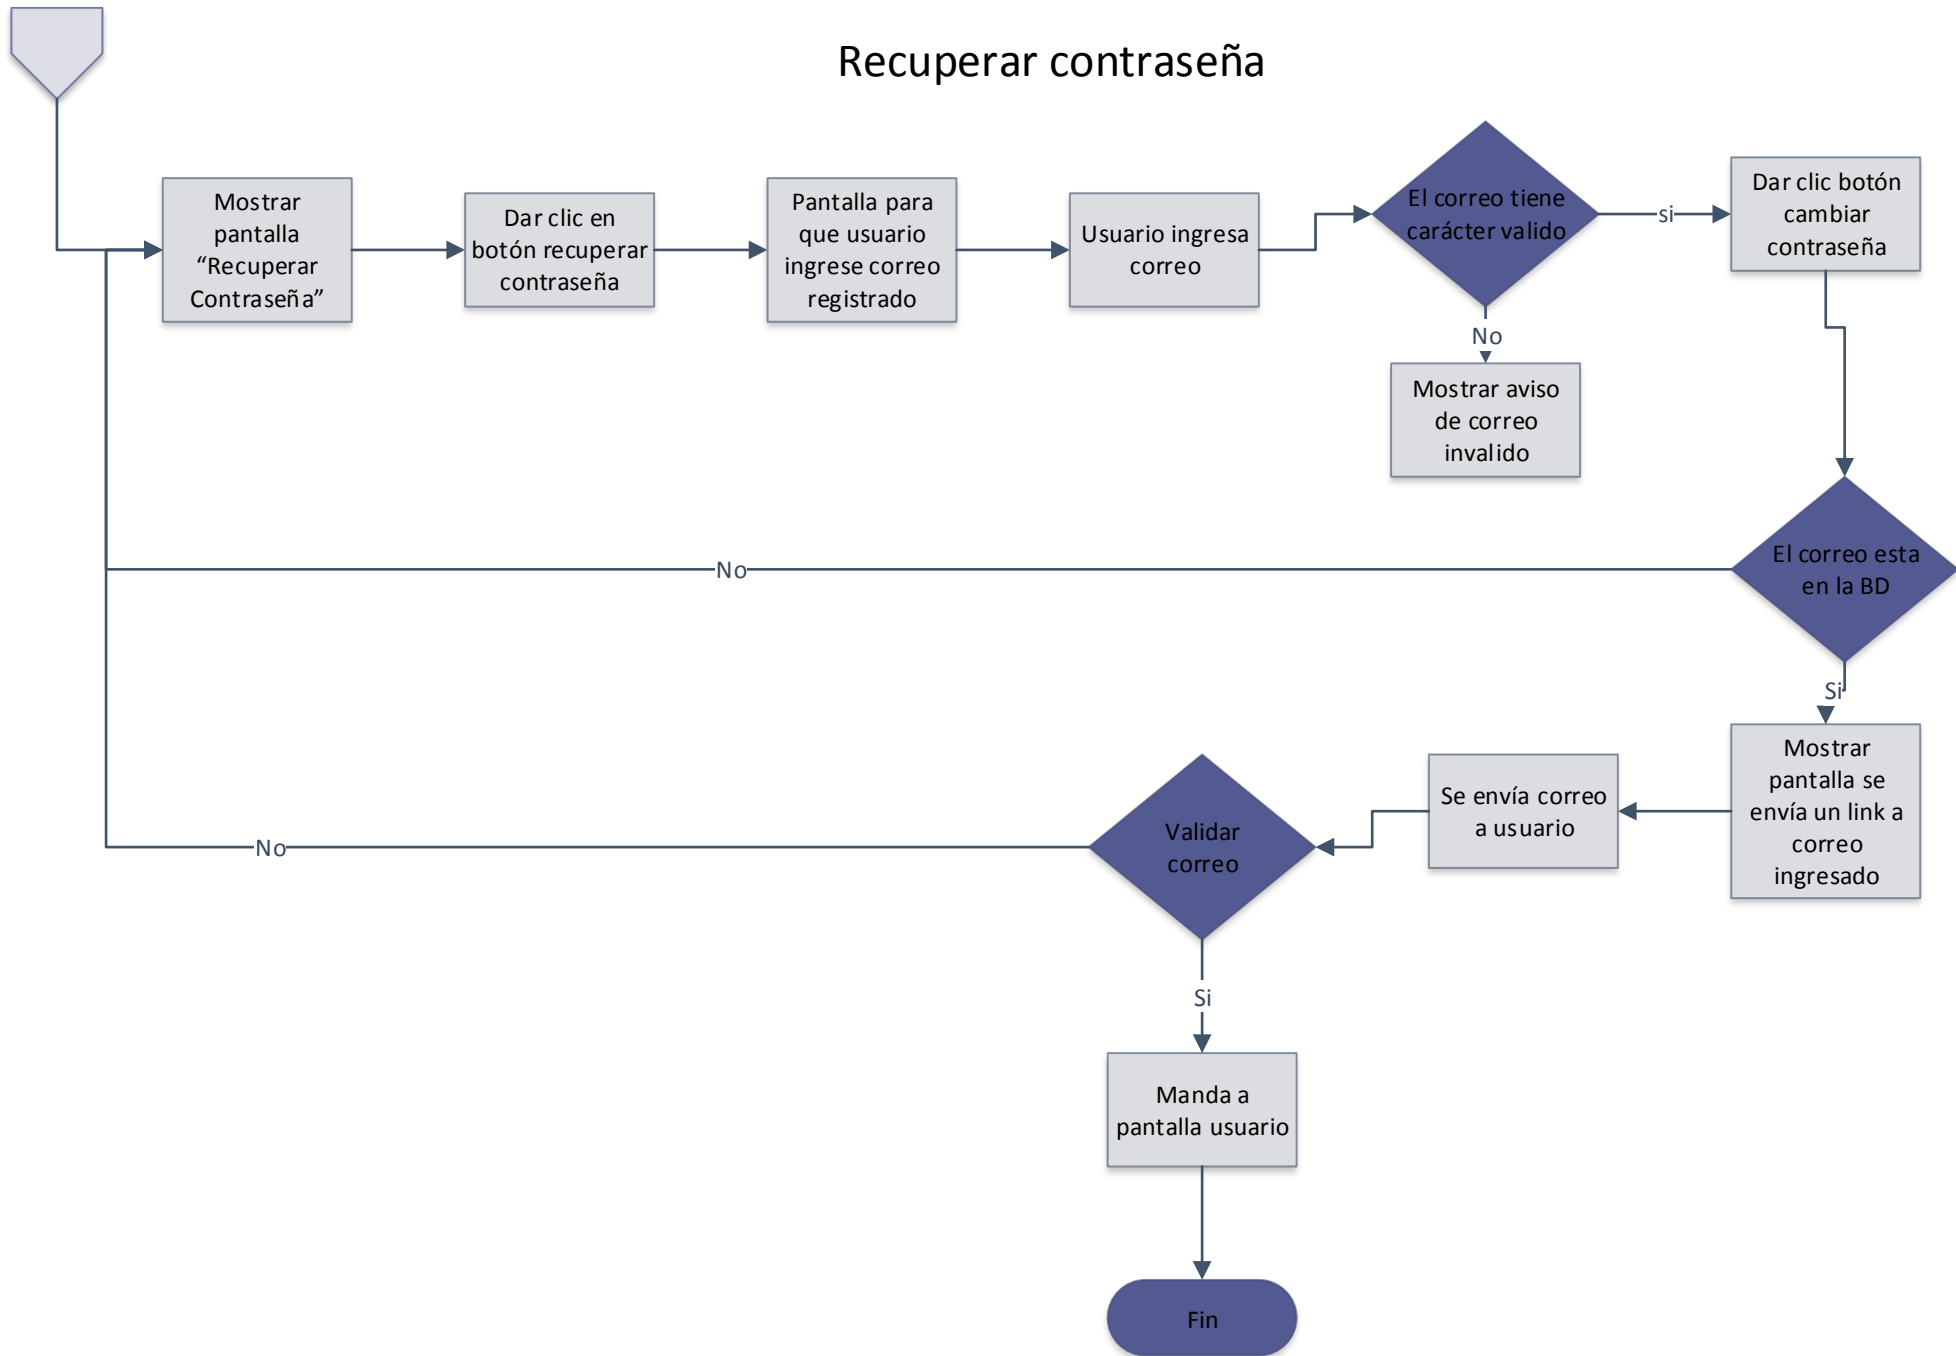 Recuperar contraseña
Mostrar
pantalla
“Recuperar
Contraseña”
Dar clic en
botón recuperar
contraseña
Pantalla para
que usuario
ingrese correo
registrado
Usuario ingresa
correo
El correo tiene
carácter valido
si
Dar clic botón
cambiar
contraseña
No
Mostrar aviso
de correo
invalido
El correo esta
en la BD
No
Si
Mostrar
pantalla se
envía un link a
correo
ingresado
Se envía correo
a usuario
Validar
correo
No
Si
Manda a
pantalla usuario
Fin